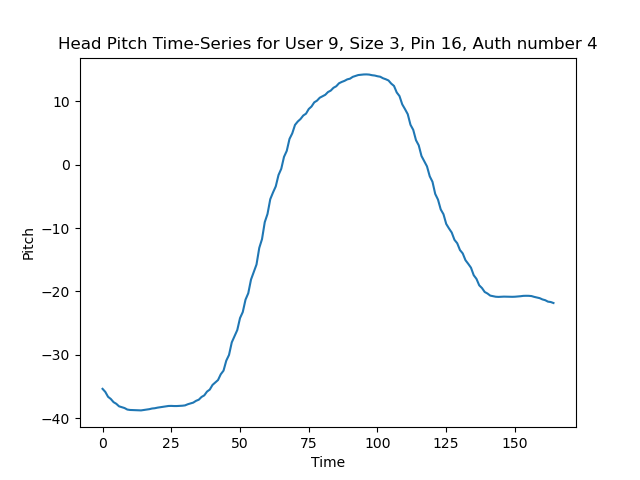 Head Pitch Time-Series for User 9, Size 3, Pin 16, Auth number 4
Pitch
10
0
−10
−20
−30
−40
0 25 50 75 100 125 150
Time